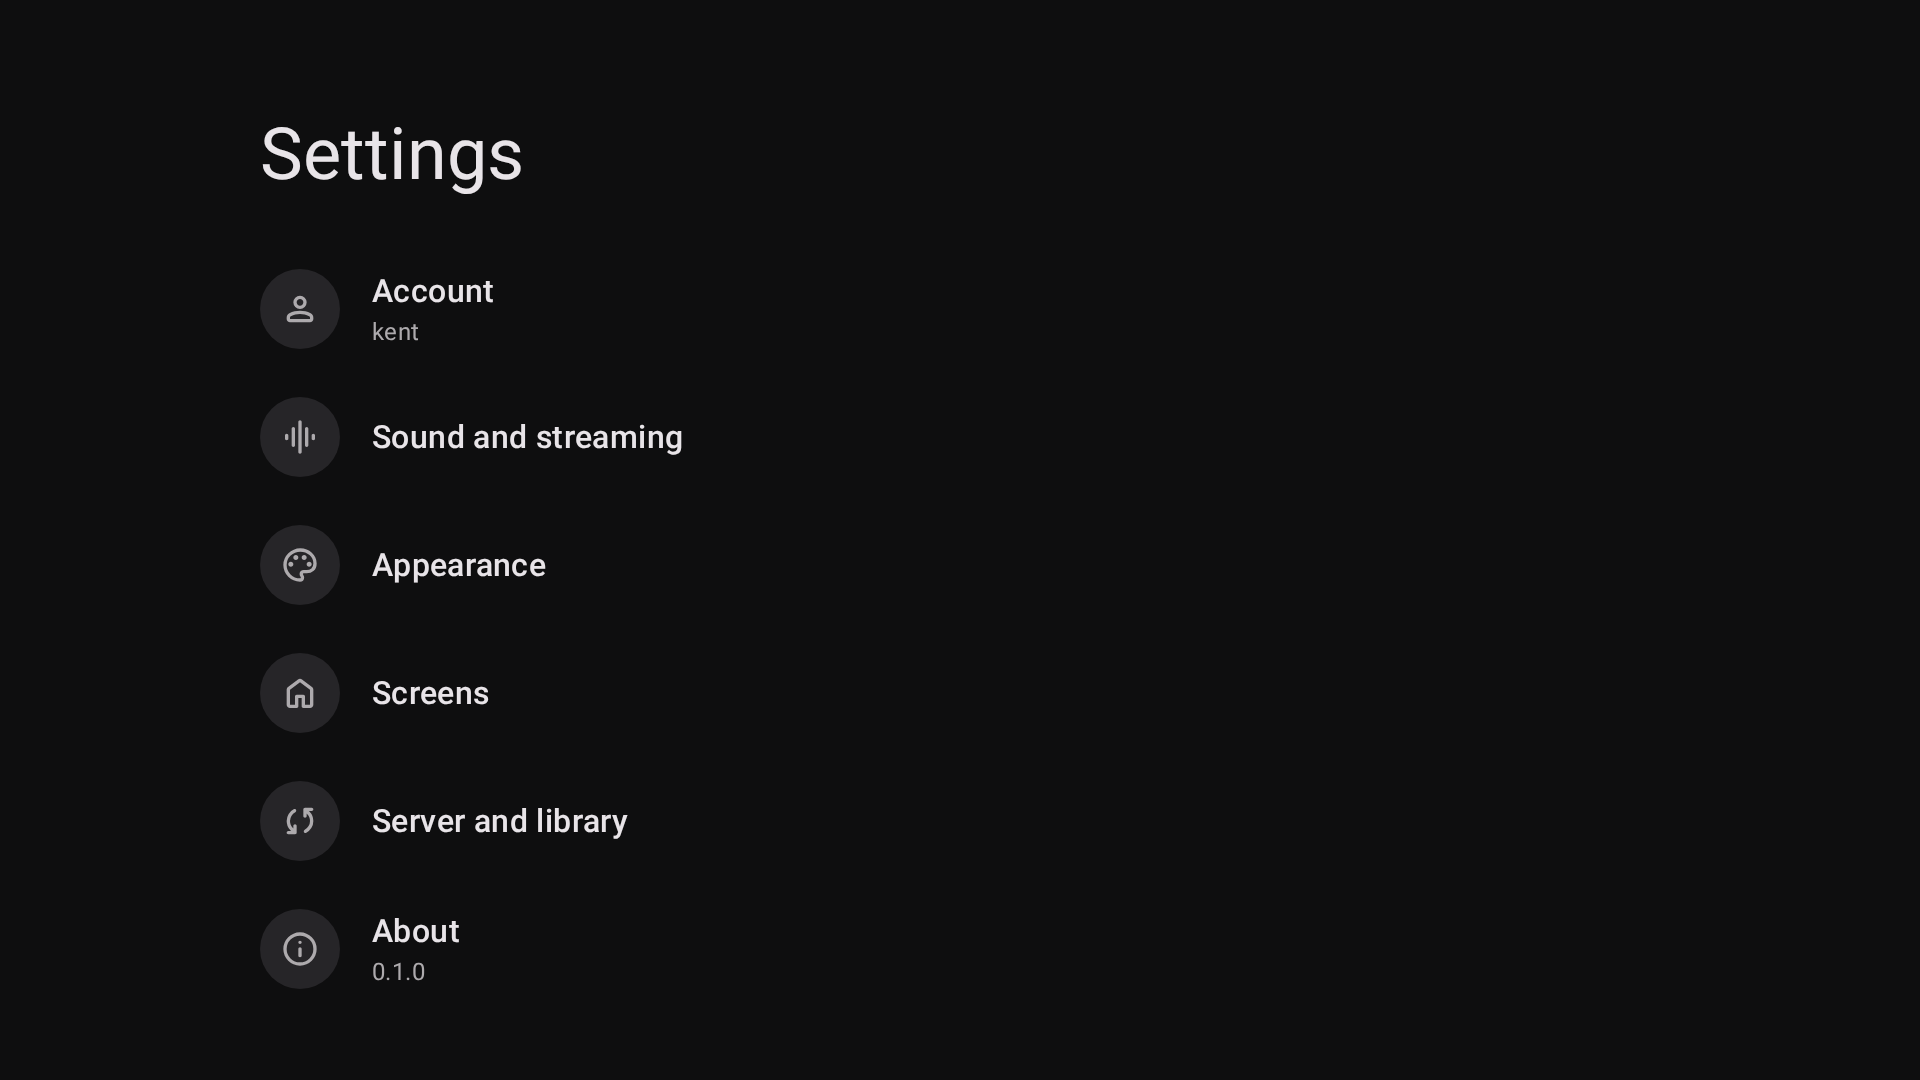 Settings
Account
kent
Sound and streaming
Appearance
Screens
Server and library
About
0.1.0